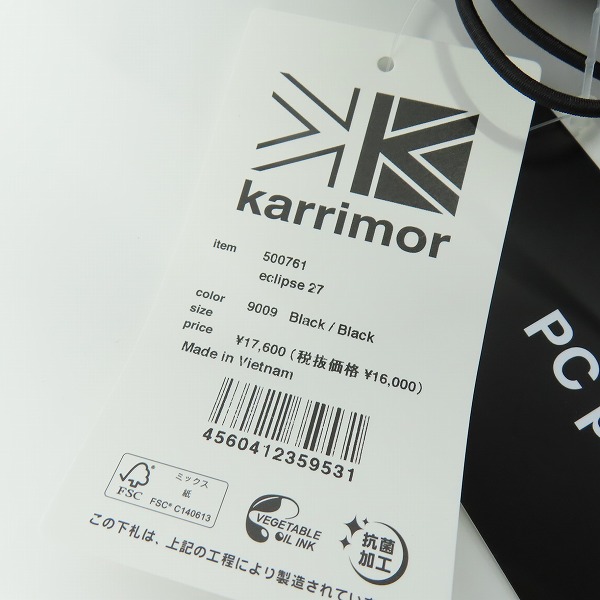 karrimor
item 500761
eclipse 27
color 9009 Black / Black
size
price ¥17,600 (税抜価格 ¥16,000)
Made in Vietnam
4560412359531
FSC ミックス
紙
FSC® C140613
VEGETABLE
OIL INK
抗菌
加工
この下札は、上記の工程により製造されてい
PC P